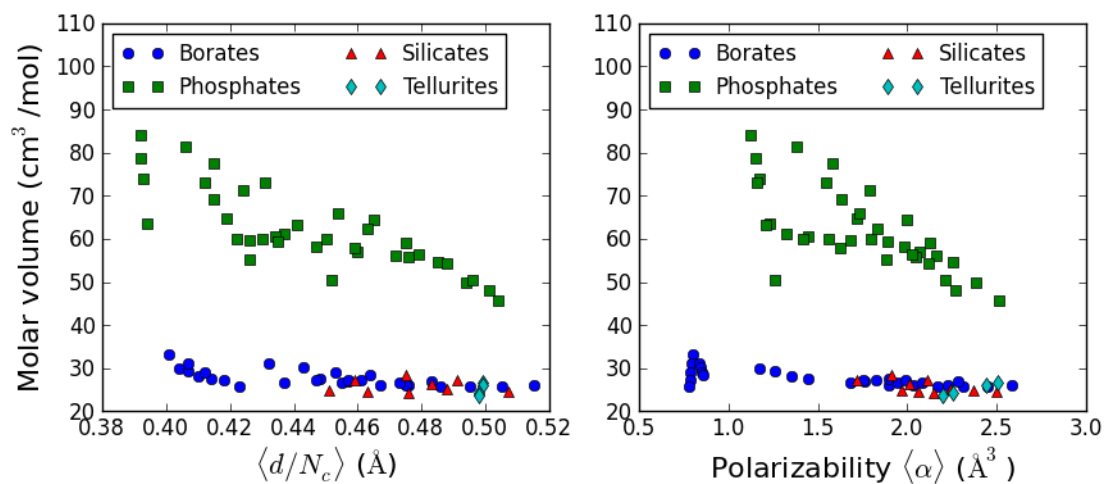 Molar volume (cm³ /mol)
110
100
90
80
70
60
50
40
30
20
Borates
Silicates
Phosphates
Tellurites
0.38 0.40 0.42 0.44 0.46 0.48 0.50 0.52
⟨d/N_c⟩ (Å)
110
100
90
80
70
60
50
40
30
20
Borates
Silicates
Phosphates
Tellurites
0.5 1.0 1.5 2.0 2.5 3.0
Polarizability ⟨α⟩ (Å³ )